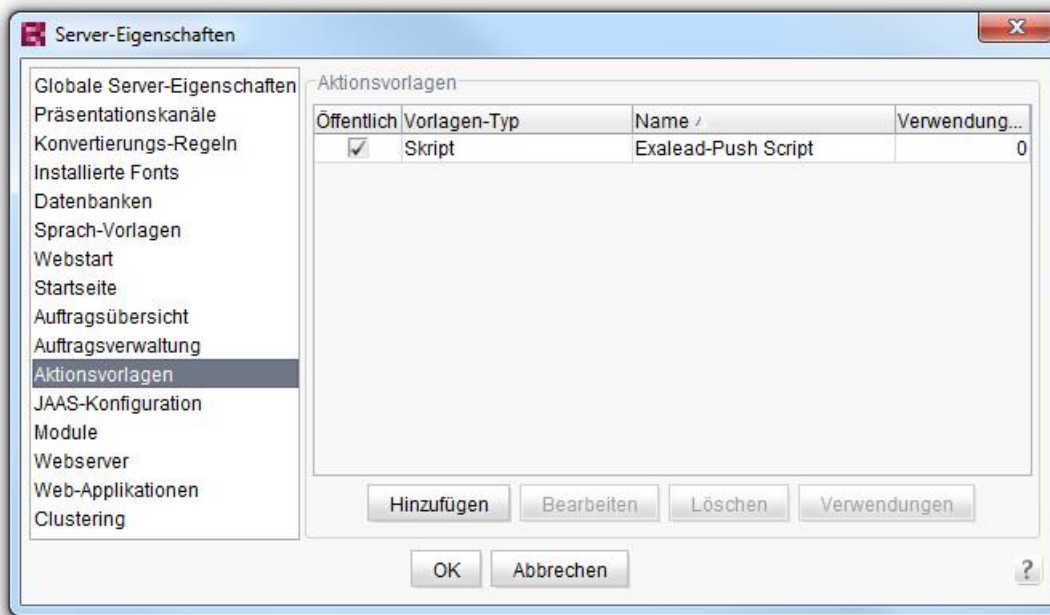 Server-Eigenschaften
Globale Server-Eigenschaften
Präsentationskanäle
Konvertierungs-Regeln
Installierte Fonts
Datenbanken
Sprach-Vorlagen
Webstart
Startseite
Auftragsübersicht
Auftragsverwaltung
Aktionsvorlagen
JAAS-Konfiguration
Module
Webserver
Web-Applikationen
Clustering
Aktionsvorlagen
Öffentlich Vorlagen-Typ Name Verwendung...
Skript Exalead-Push Script 0
Hinzufügen Bearbeiten Löschen Verwendungen
OK Abbrechen ?